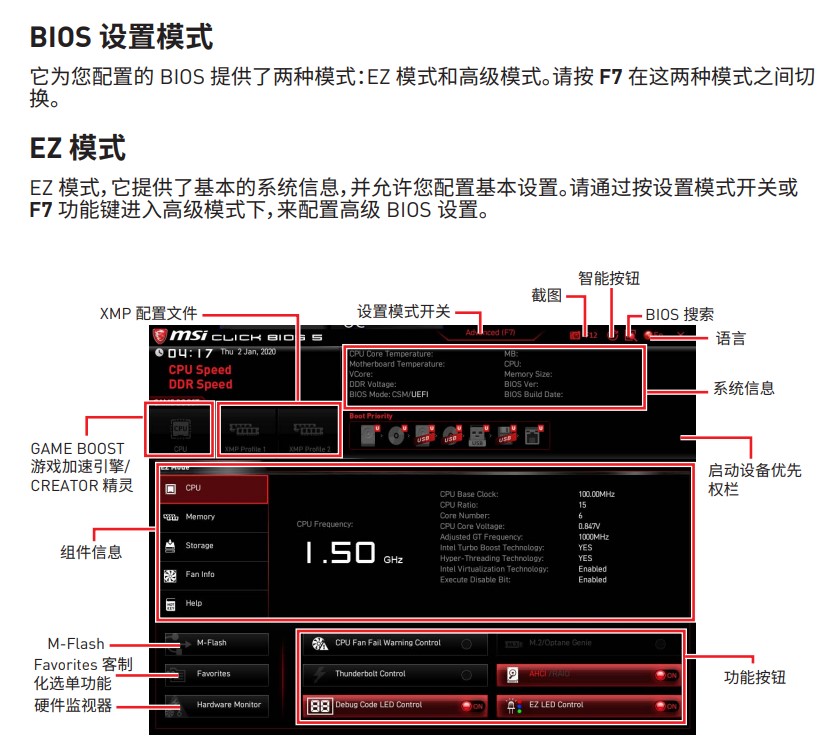 BIOS 设置模式
它为您配置的 BIOS 提供了两种模式：EZ 模式和高级模式。请按 F7 在这两种模式之间切
换。
EZ 模式
EZ 模式，它提供了基本的系统信息，并允许您配置基本设置。请通过按设置模式开关或
F7 功能键进入高级模式下，来配置高级 BIOS 设置。
智能按钮
截图
XMP 配置文件
设置模式开关
BIOS 搜索
语言
msi CLICK BIOS 5
Advanced (F7)
F12
En
X
04:17 Thu 2 Jan, 2020
CPU Speed
DDR Speed
CPU Core Temperature:
Motherboard Temperature:
VCore:
DDR Voltage:
BIOS Mode: CSM/UEFI
MB:
CPU:
Memory Size:
BIOS Ver:
BIOS Build Date:
系统信息
GAME BOOST
CPU
CPU
XMP Profile 1
XMP Profile 2
Boot Priority
U
U
USB U
USB U
USB U
USB U
U
GAME BOOST
游戏加速引擎/
CREATOR 精灵
启动设备优先
权栏
EZ Mode
CPU
Memory
Storage
Fan Info
Help
组件信息
CPU Frequency:
1.50 GHz
CPU Base Clock: 100.00MHz
CPU Ratio: 15
Core Number: 6
CPU Core Voltage: 0.847V
Adjusted GT Frequency: 1000MHz
Intel Turbo Boost Technology: YES
Hyper-Threading Technology: YES
Intel Virtualization Technology: Enabled
Execute Disable Bit: Enabled
M-Flash
Favorites 客制
化选单功能
硬件监视器
M-Flash
Favorites
Hardware Monitor
CPU Fan Fail Warning Control
M.2/Optane Genie
Thunderbolt Control
AHCI /RAID
ON
88
Debug Code LED Control
ON
EZ LED Control
ON
功能按钮